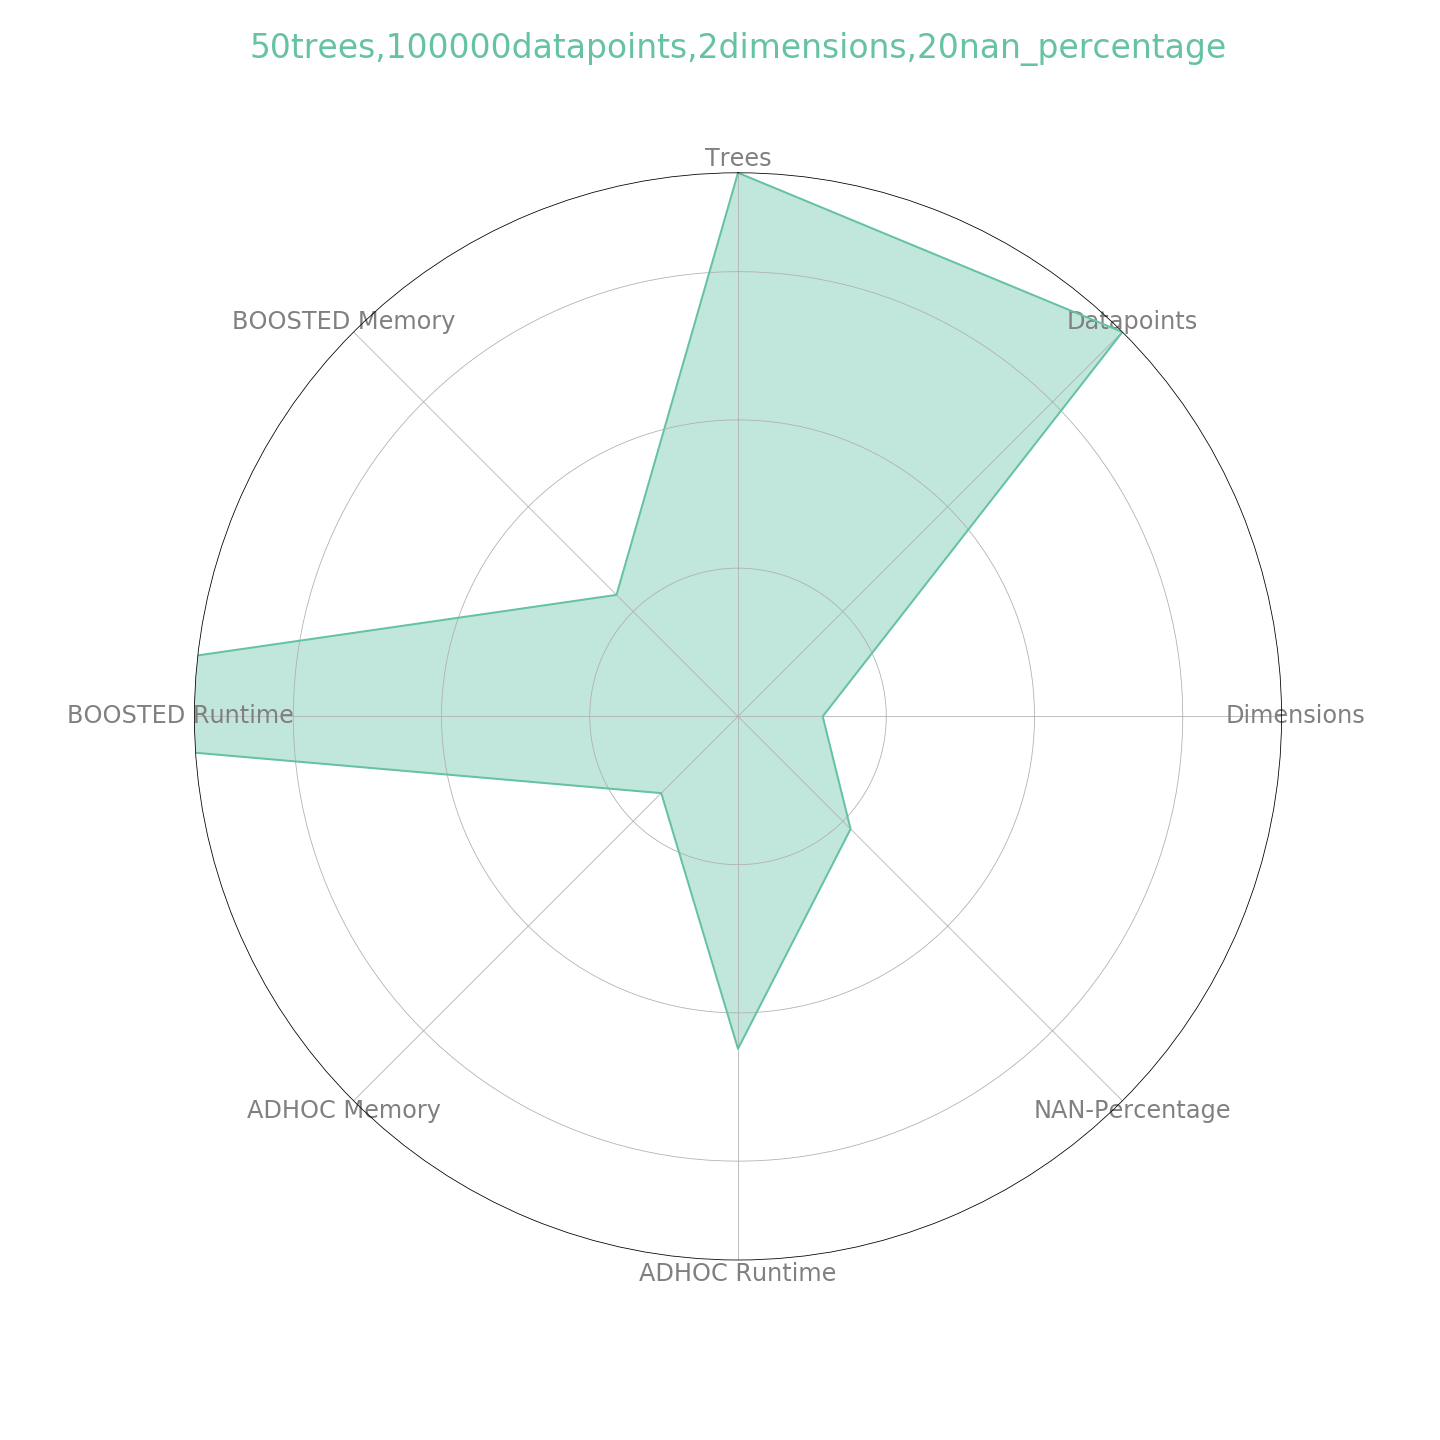 50trees,100000datapoints,2dimensions,20nan_percentage
Trees
BOOSTED Memory
Datapoints
BOOSTED Runtime
Dimensions
ADHOC Memory
NAN-Percentage
ADHOC Runtime